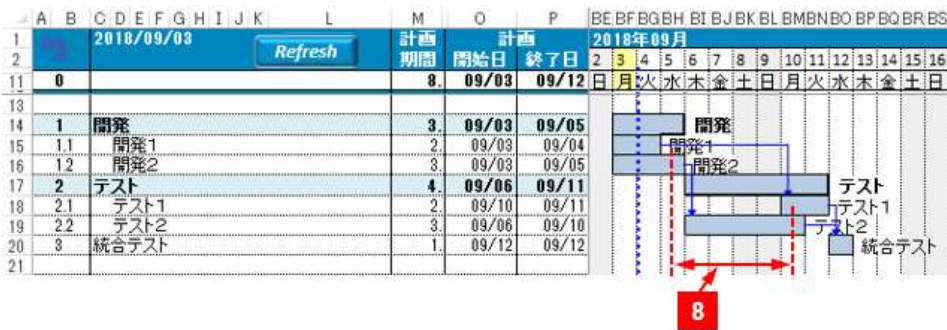 A B C D E F G H I J K L M O P BE BF BG BH BI BJ BK BL BM BN BO BP BQ BR BS
1 2018/09/03 計画 計画 2018年09月
2 Refresh 期間 開始日 終了日 2 3 4 5 6 7 8 9 10 11 12 13 14 15 16
11 0 8. 09/03 09/12 日 月 火 水 木 金 土 日 月 火 水 木 金 土 日
13
14 1 開発 3. 09/03 09/05 開発
15 1.1 開発1 2. 09/03 09/04 開発1
16 1.2 開発2 3. 09/03 09/05 開発2
17 2 テスト 4. 09/06 09/11 テスト
18 2.1 テスト1 2. 09/10 09/11 テスト1
19 2.2 テスト2 3. 09/06 09/10 テスト2
20 3 統合テスト 1. 09/12 09/12 統合テスト
21
8